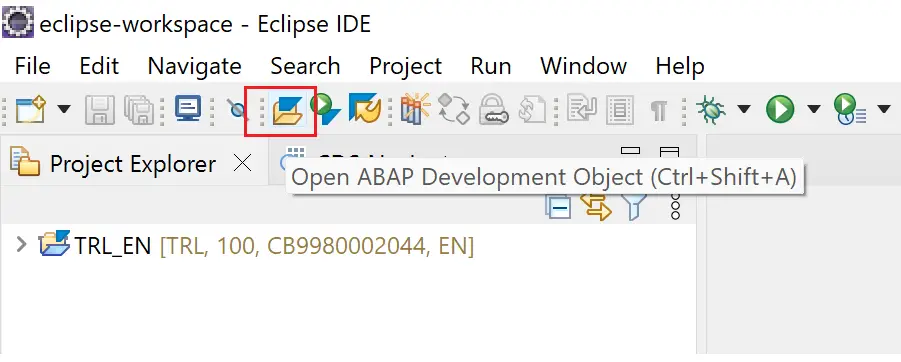 eclipse-workspace - Eclipse IDE
File Edit Navigate Search Project Run Window Help
Project Explorer
Open ABAP Development Object (Ctrl+Shift+A)
TRL_EN [TRL, 100, CB9980002044, EN]